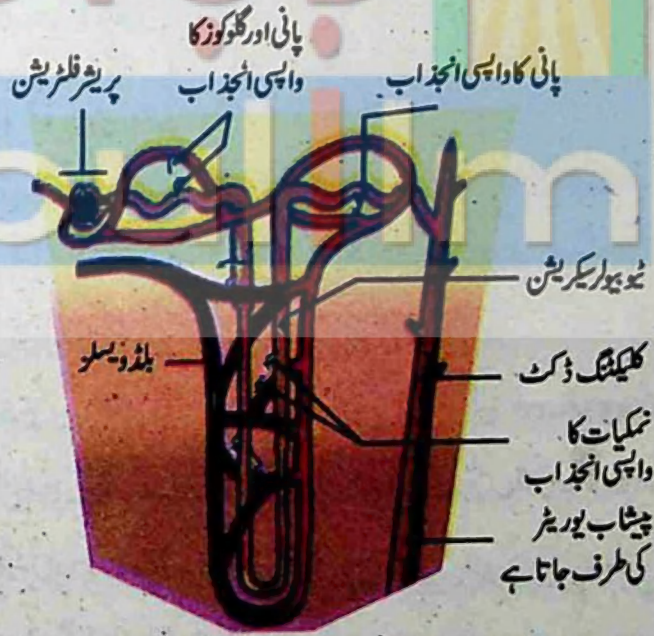 پانی اور گلوکوز کا
واپسی انجذاب
پریشر فلٹریشن
پانی کا واپسی انجذاب
ٹیوبیولر سیکریشن
بلڈ ویسلز
کلیکٹنگ ڈکٹ
نمکیات کا
واپسی انجذاب
پیشاب یوریٹر
کی طرف جاتا ہے